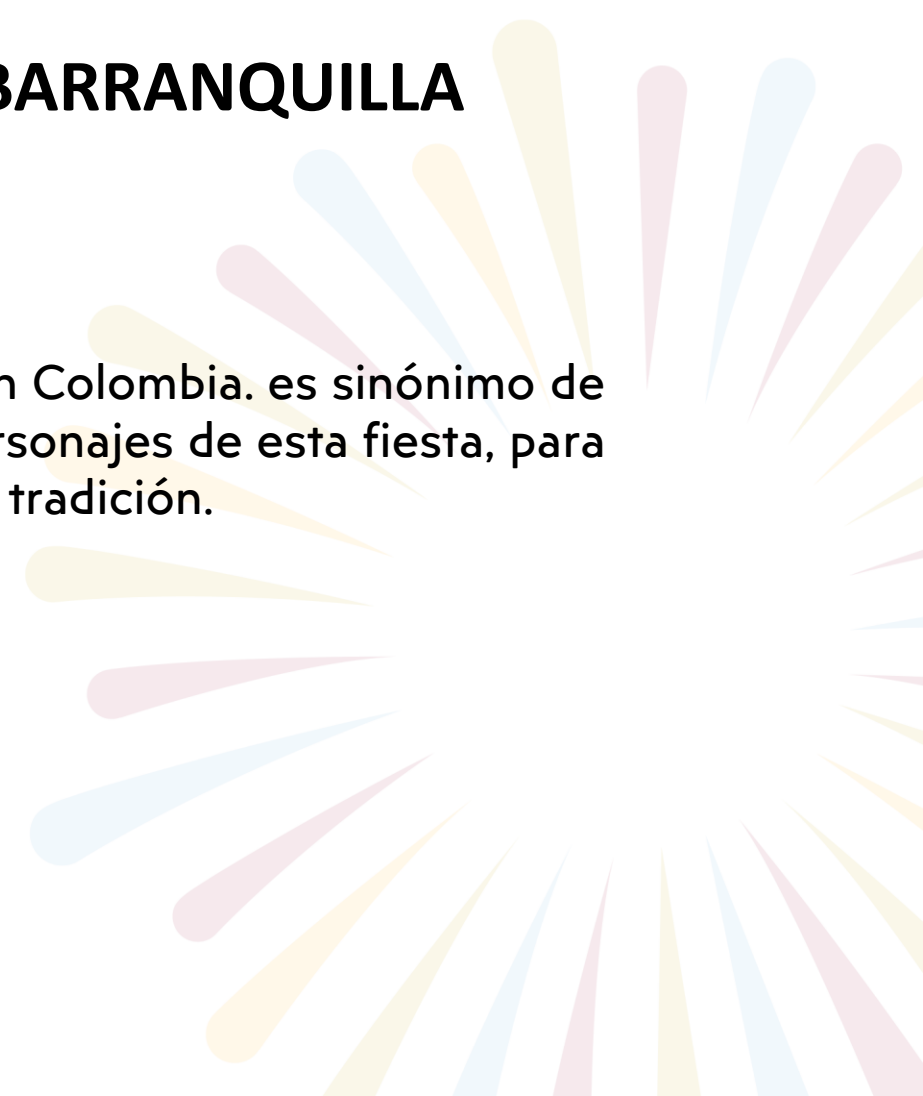 BARRANQUILLA
n Colombia. es sinónimo de
rsonajes de esta fiesta, para
tradición.